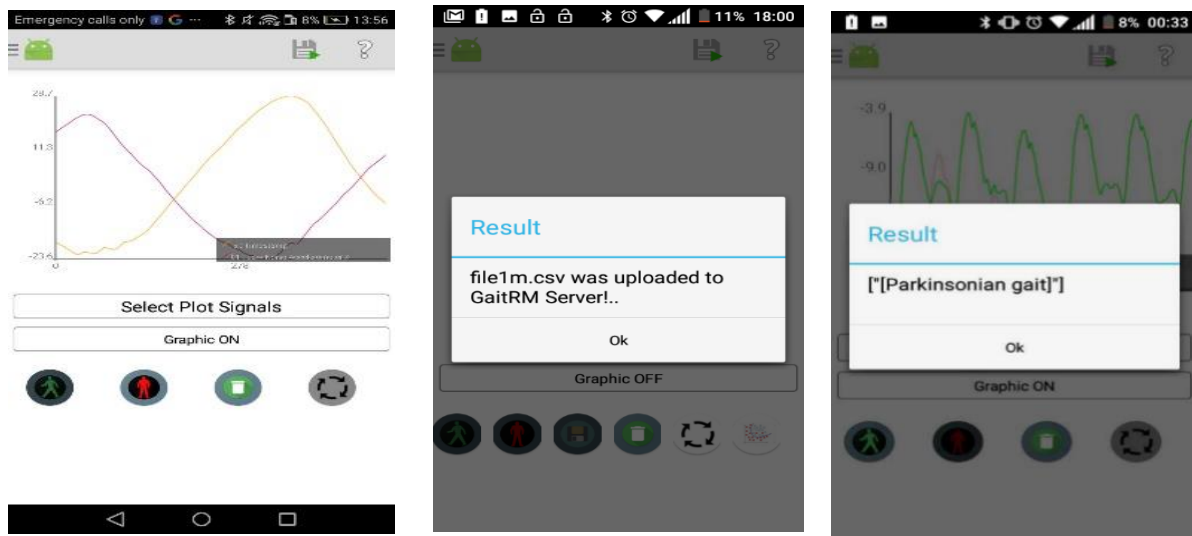 Emergency calls only 8% 13:56
28.7
11.3
-6.2
-23.6
0
278
Select Plot Signals
Graphic ON
11% 18:00
Result
file1m.csv was uploaded to
GaitRM Server!..
Ok
Graphic OFF
8% 00:33
-3.9
-9.0
Result
["[Parkinsonian gait]"]
Ok
Graphic ON